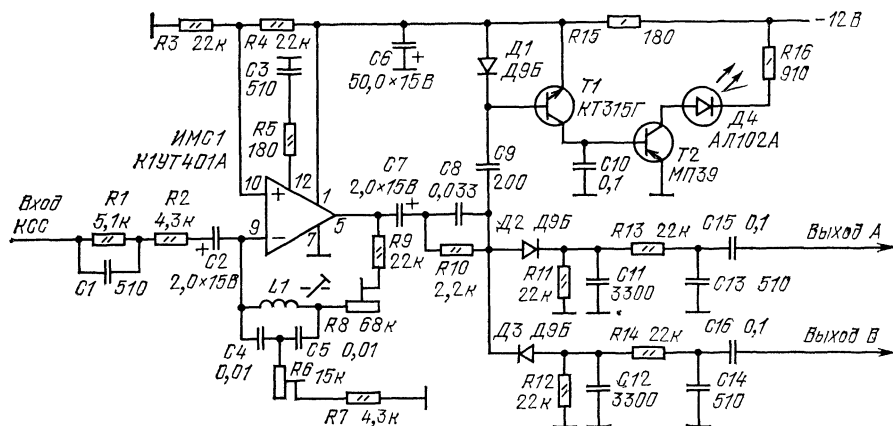 R3 22к
R4 22к
C3
510
R5
180
C6
50,0×15В
Д1
Д9Б
R15
180
−12В
R16
910
Т1
КТ315Г
Д4
АЛ102А
Т2
МП39
C10
0,1
C9
200
ИМС1
К1УТ401А
10
12
1
9
7
5
+
−
Вход
КСС
R1
5,1к
R2
4,3к
C1
510
C2
2,0×15В
+
C7
2,0×15В
+
C8
0,033
R9
22к
R10
2,2к
L1
R8 68к
C4
0,01
C5
0,01
R6
15к
R7 4,3к
Д2 Д9Б
R13 22к
C15 0,1
Выход А
R11
22к
C11
3300
C13 510
Д3 Д9Б
R14 22к
C16 0,1
Выход В
R12
22к
C12
3300
C14
510